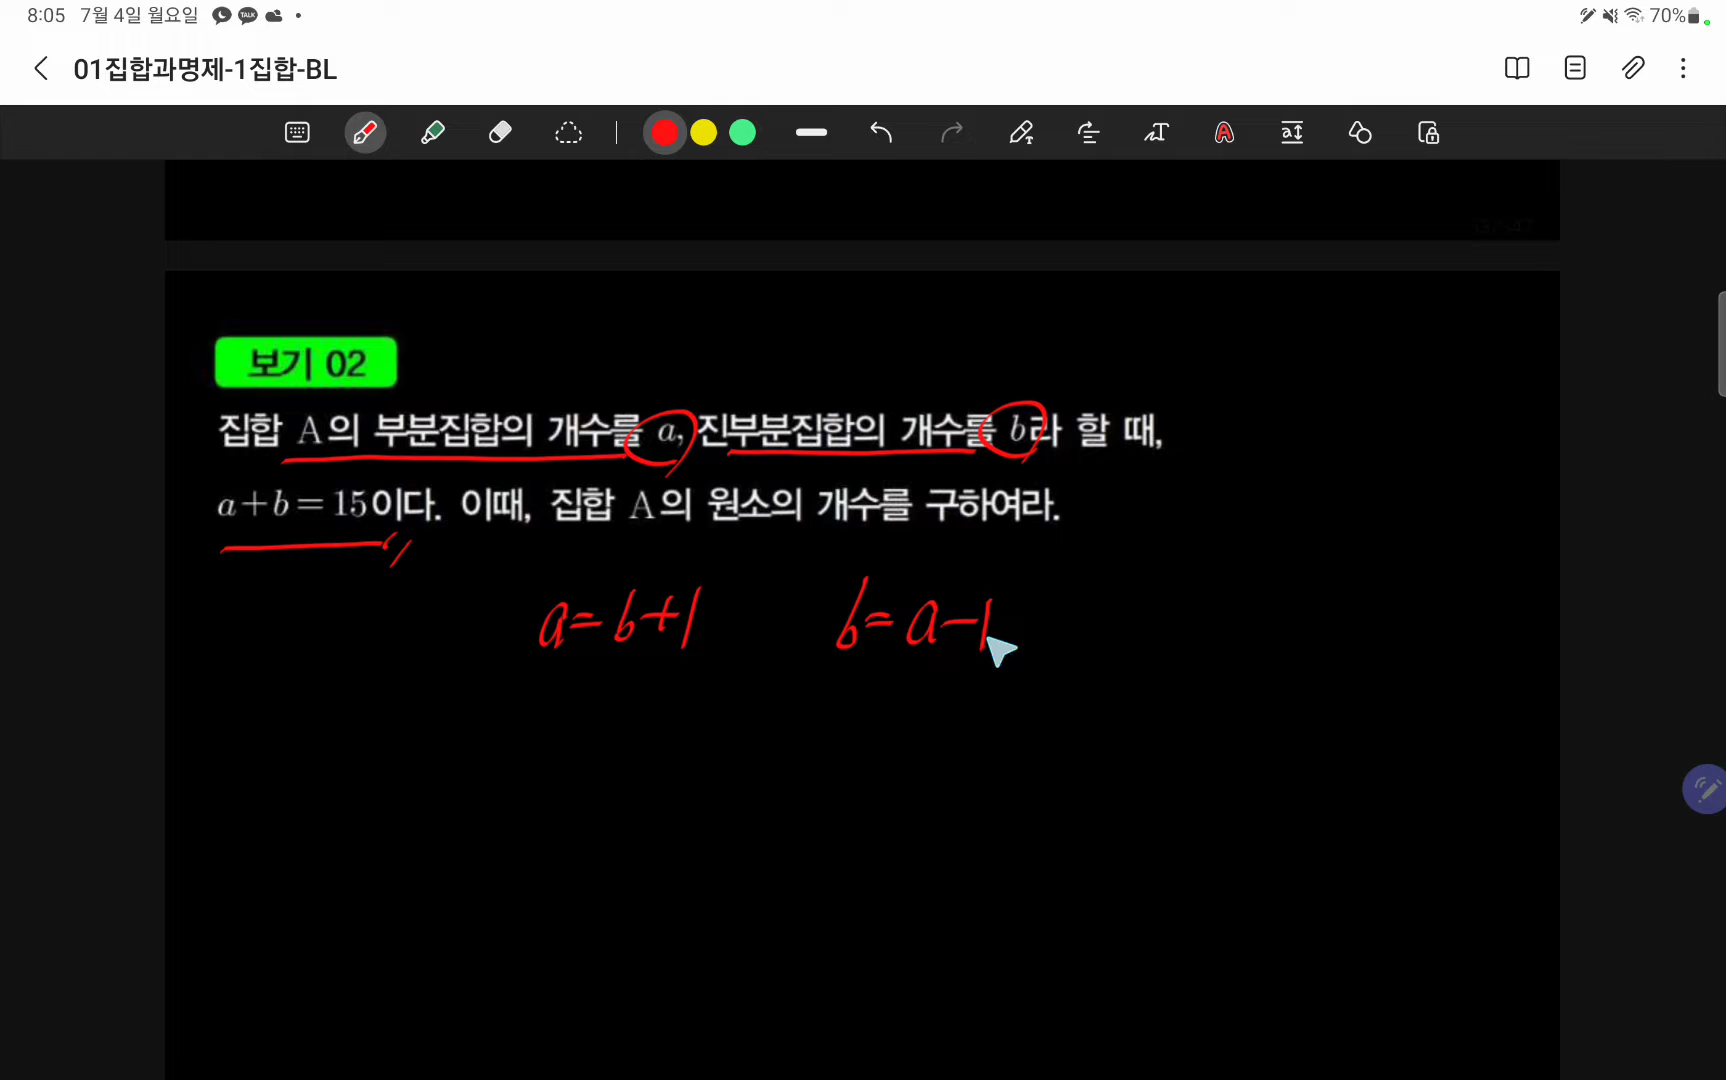 8:05 7월 4일 월요일 TALK 70%
01집합과명제-1집합-BL
보기 02
집합 A의 부분집합의 개수를 a, 진부분집합의 개수를 b라 할 때,
a+b=15이다. 이때, 집합 A의 원소의 개수를 구하여라.
a=b+1 b=a-1